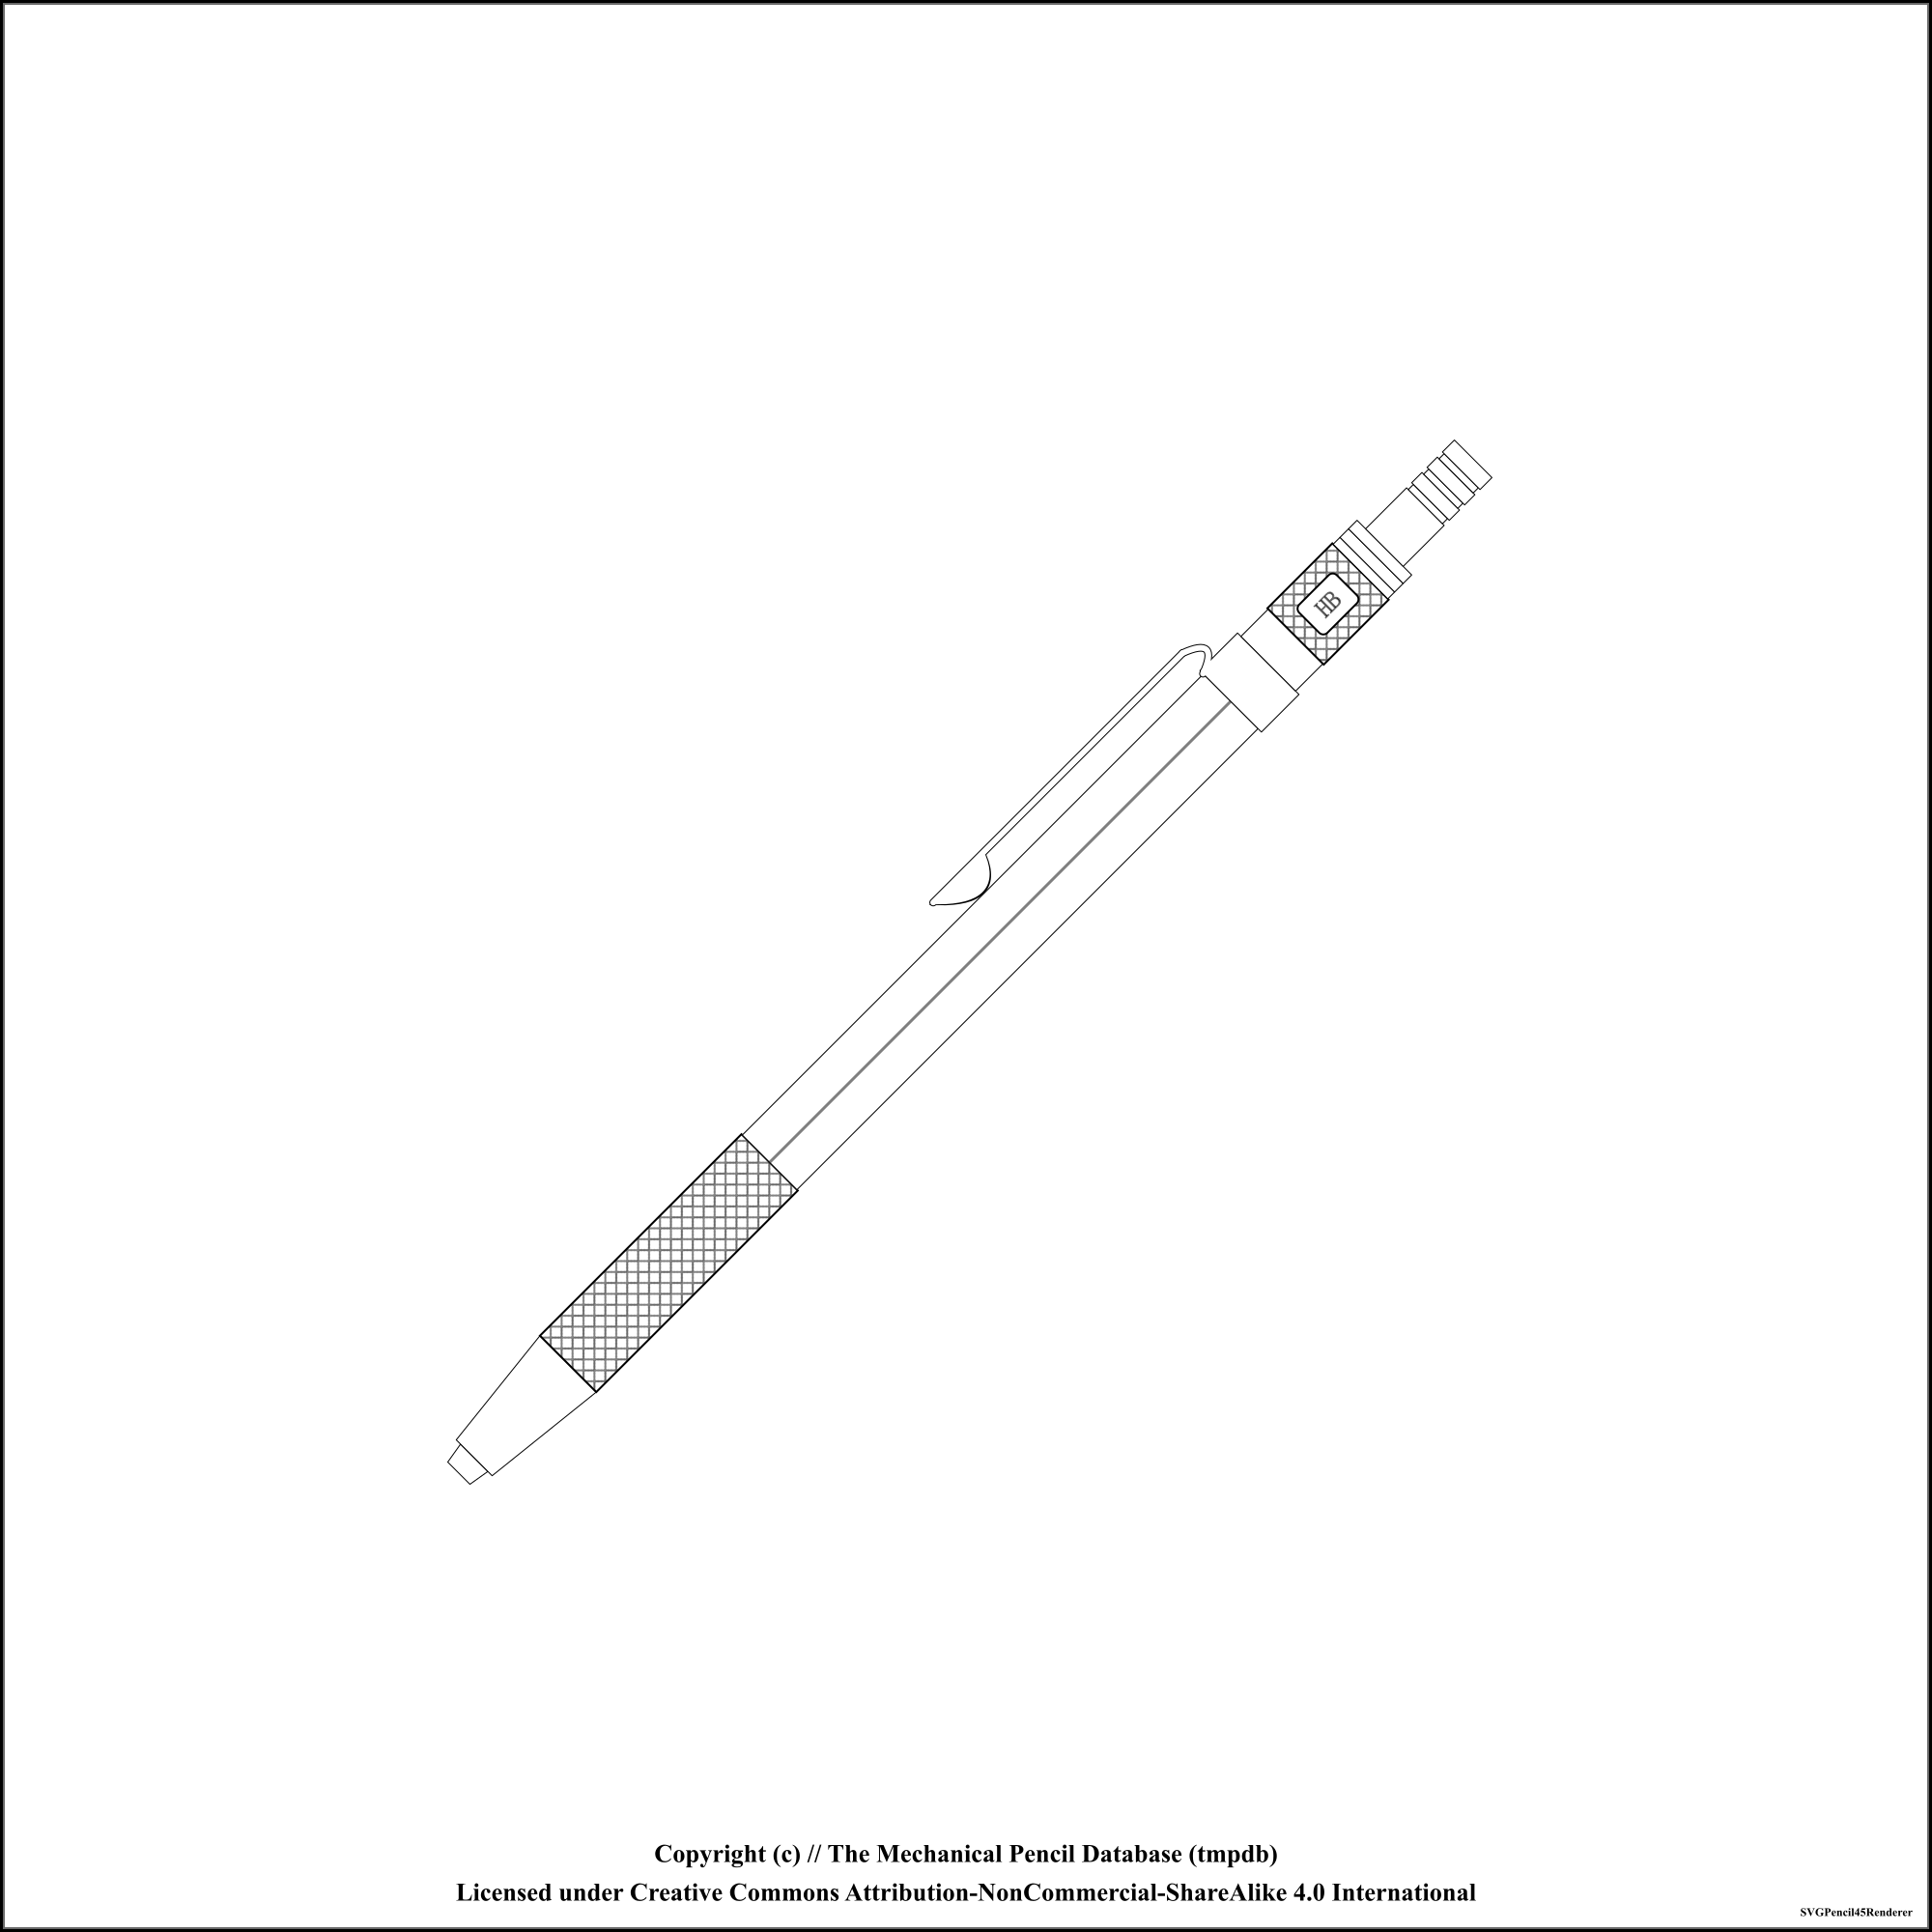 HB
Copyright (c) // The Mechanical Pencil Database (tmpdb)
Licensed under Creative Commons Attribution-NonCommercial-ShareAlike 4.0 International
SVGPencil45Renderer